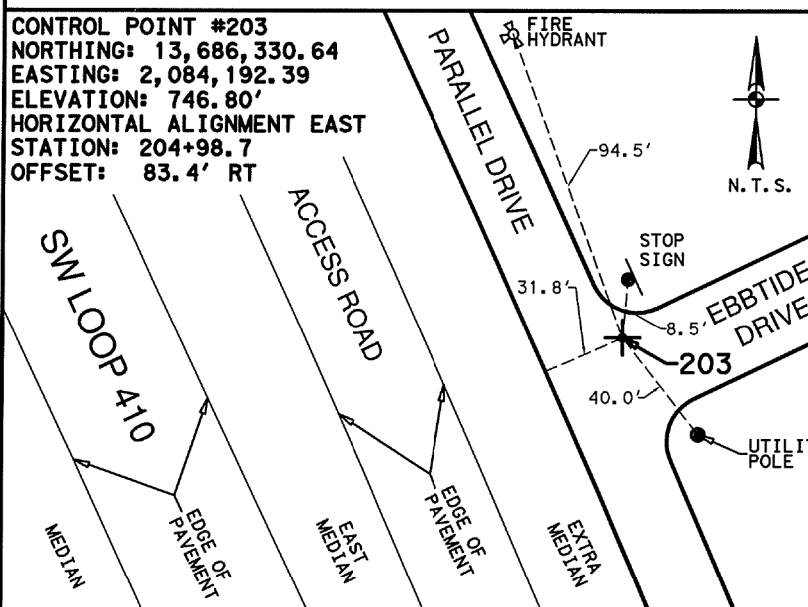 CONTROL POINT #203
NORTHING: 13,686,330.64
EASTING: 2,084,192.39
ELEVATION: 746.80'
HORIZONTAL ALIGNMENT EAST
STATION: 204+98.7
OFFSET: 83.4' RT
FIRE
HYDRANT
PARALLEL DRIVE
94.5'
N.T.S.
STOP
SIGN
ACCESS ROAD
SW LOOP 410
31.8'
8.5'
EBBTIDE
DRIVE
203
40.0'
UTILIT
POLE
MEDIAN
EDGE OF
PAVEMENT
EAST
MEDIAN
EDGE OF
PAVEMENT
EXTRA
MEDIAN